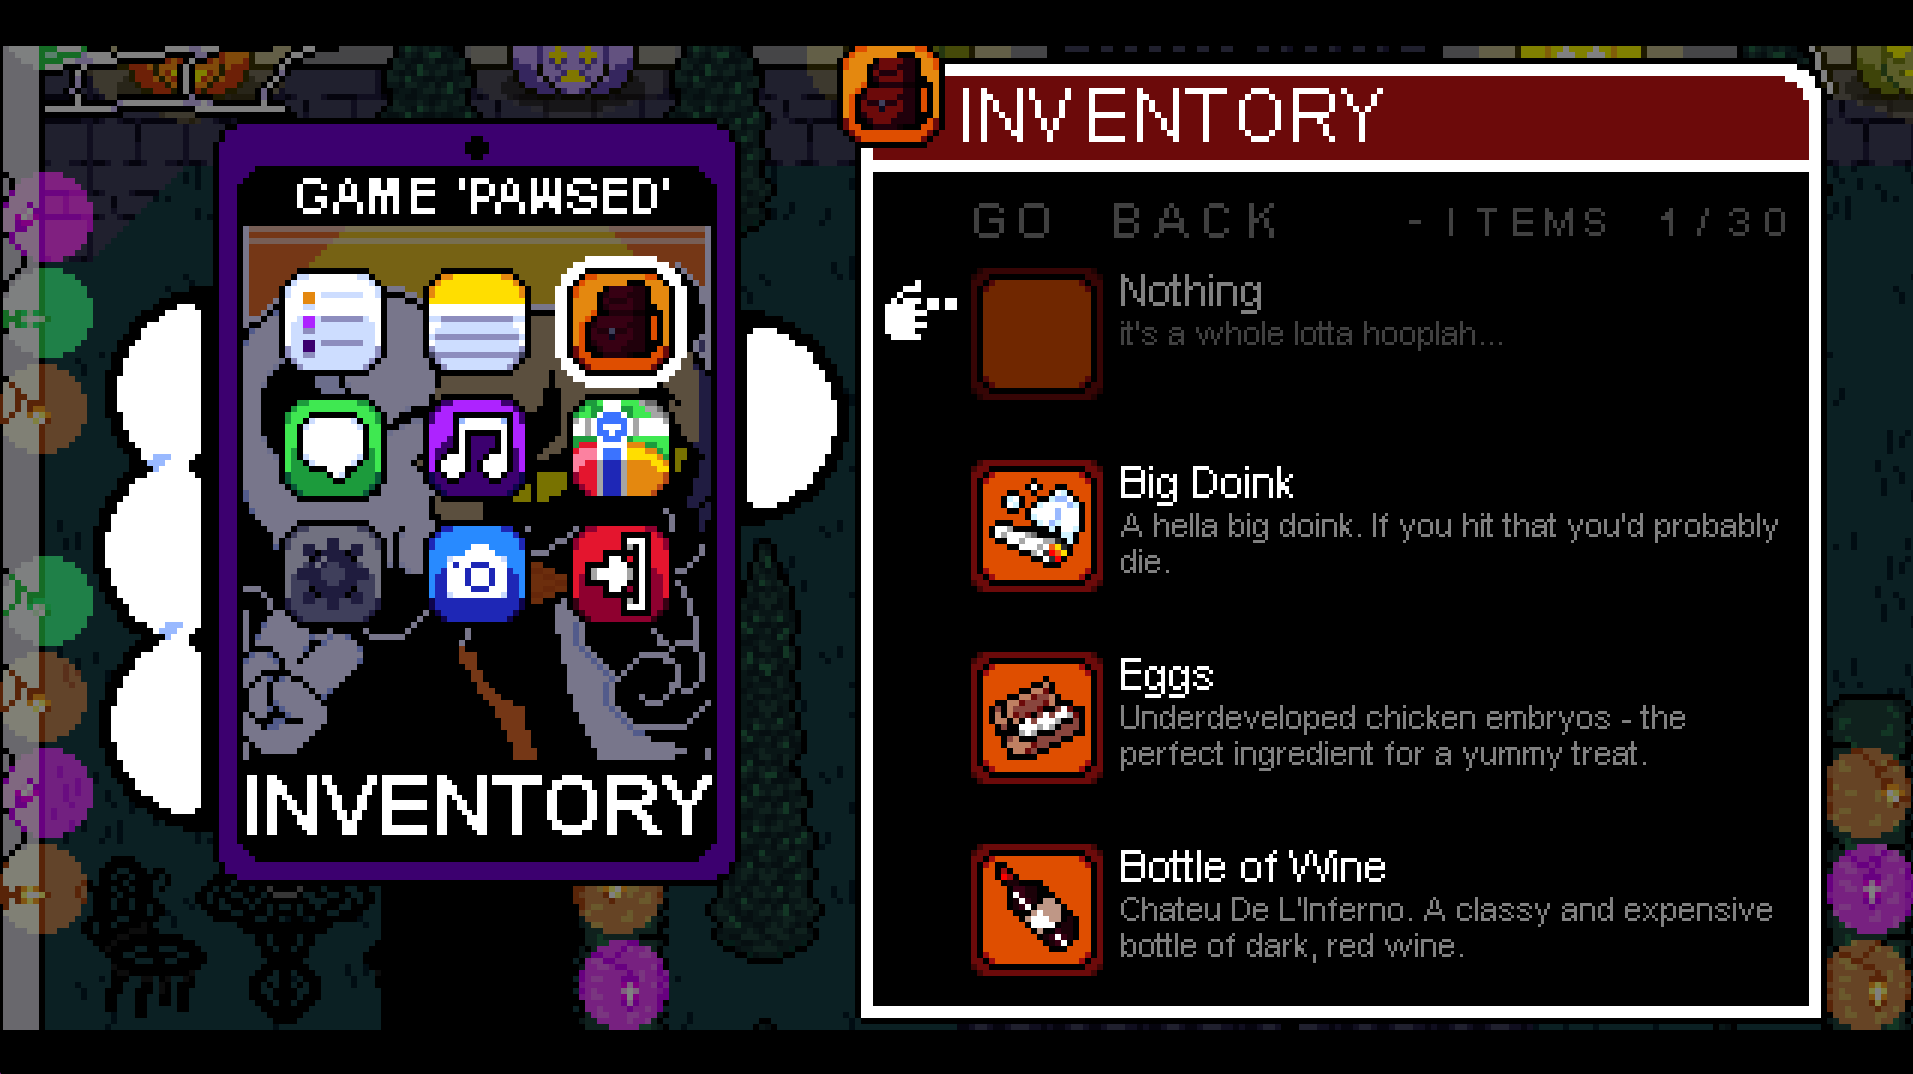 GAME 'PAWSED'
INVENTORY
INVENTORY
GO BACK - ITEMS 1/30
Nothing
it's a whole lotta hooplah...
Big Doink
A hella big doink. If you hit that you'd probably
die.
Eggs
Underdeveloped chicken embryos - the
perfect ingredient for a yummy treat.
Bottle of Wine
Chateu De L'Inferno. A classy and expensive
bottle of dark, red wine.